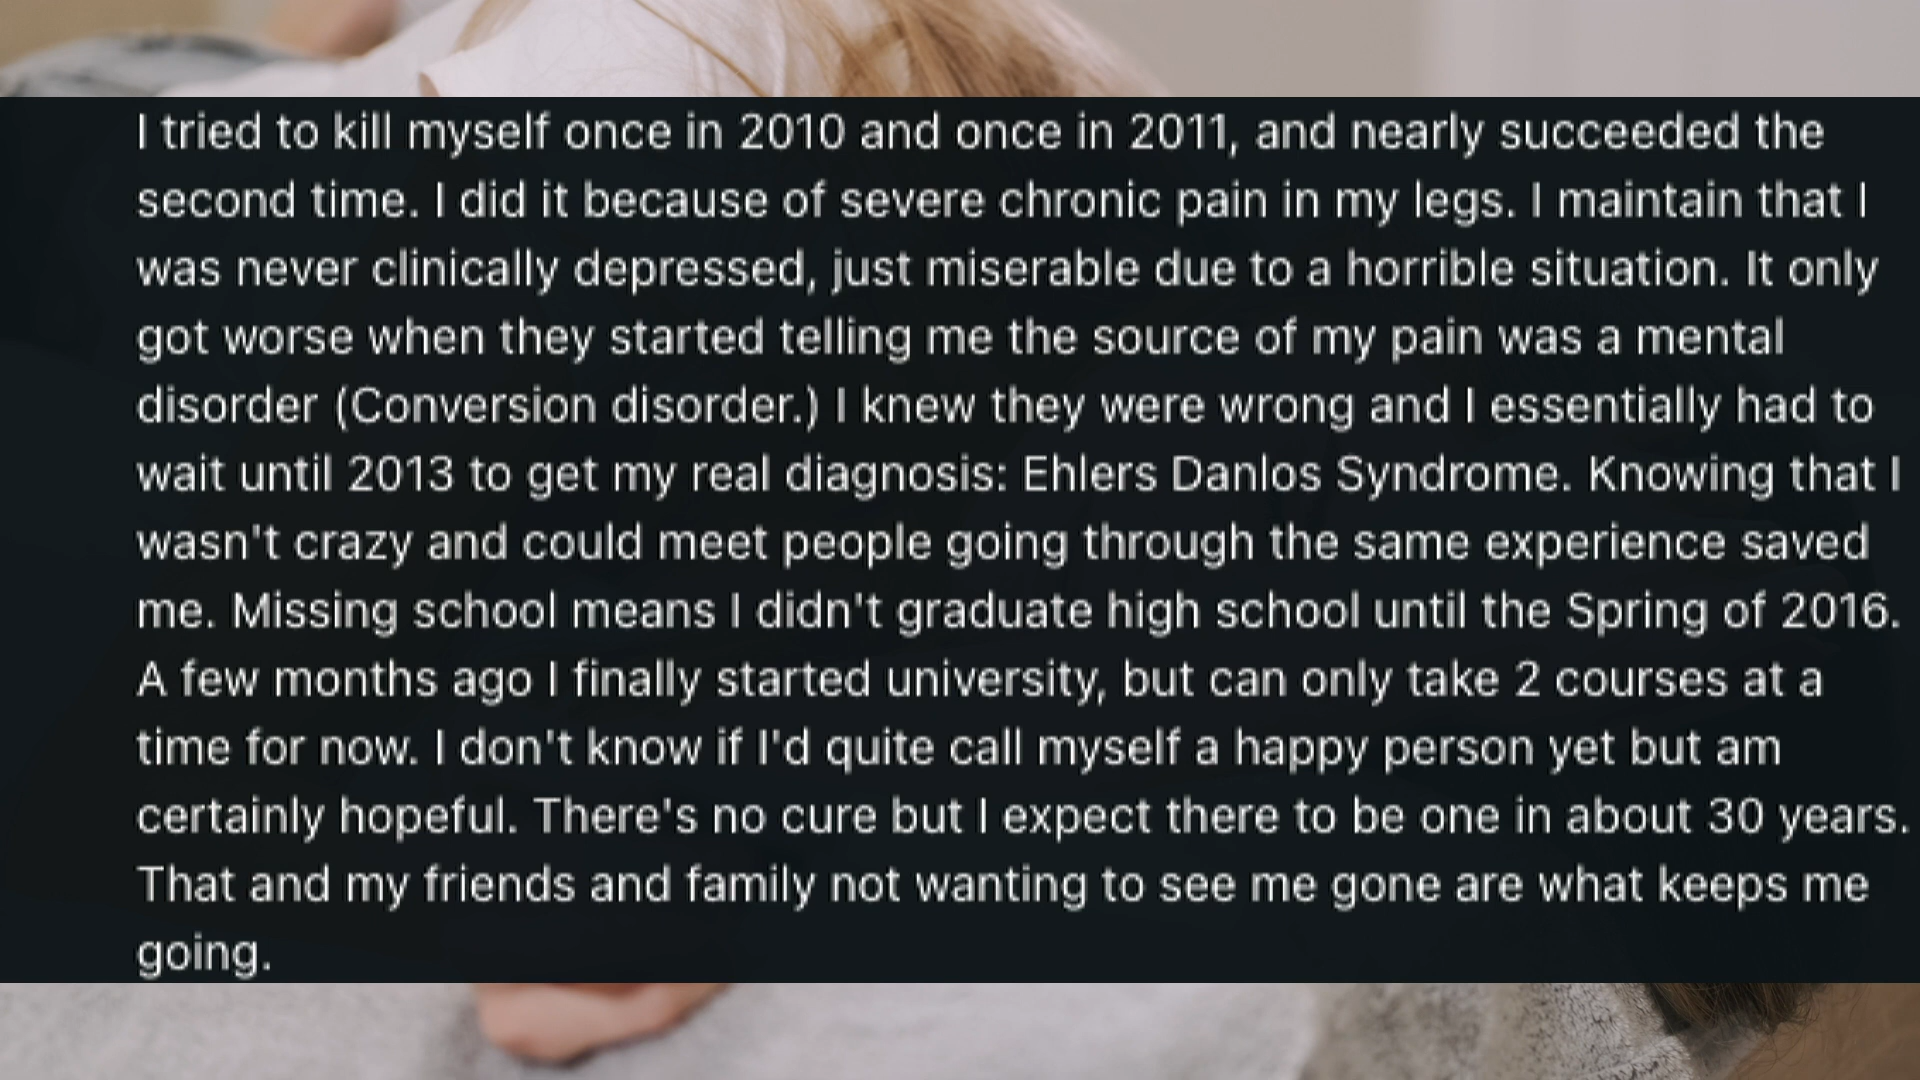 I tried to kill myself once in 2010 and once in 2011, and nearly succeeded the
second time. I did it because of severe chronic pain in my legs. I maintain that I
was never clinically depressed, just miserable due to a horrible situation. It only
got worse when they started telling me the source of my pain was a mental
disorder (Conversion disorder.) I knew they were wrong and I essentially had to
wait until 2013 to get my real diagnosis: Ehlers Danlos Syndrome. Knowing that I
wasn't crazy and could meet people going through the same experience saved
me. Missing school means I didn't graduate high school until the Spring of 2016.
A few months ago I finally started university, but can only take 2 courses at a
time for now. I don't know if I'd quite call myself a happy person yet but am
certainly hopeful. There's no cure but I expect there to be one in about 30 years.
That and my friends and family not wanting to see me gone are what keeps me
going.